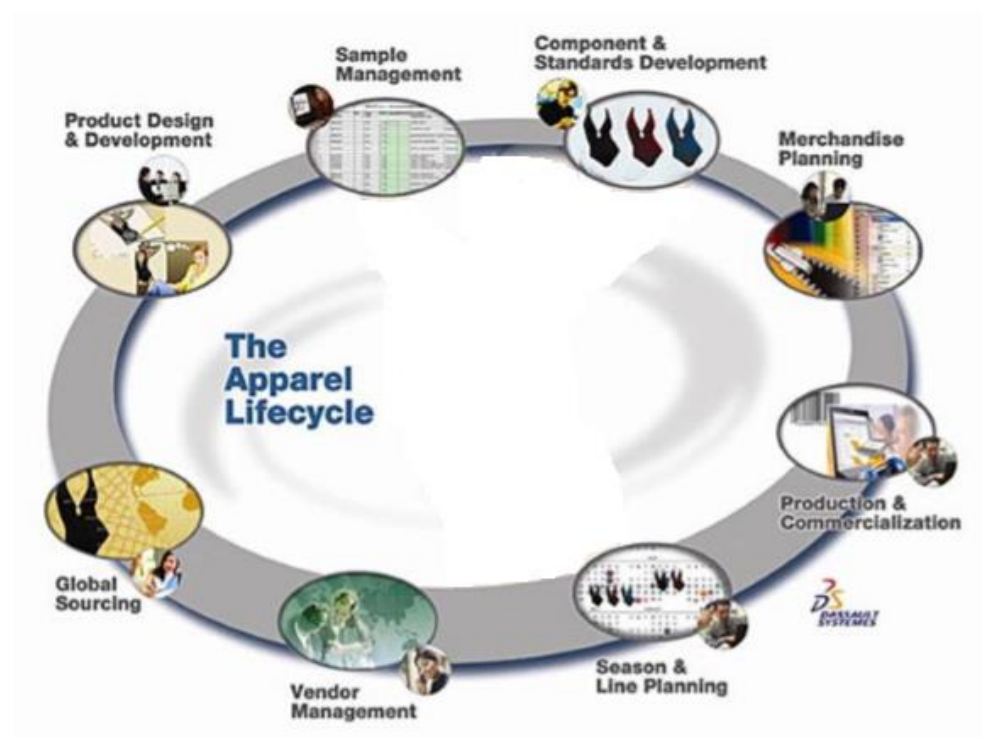 Component &
Standards Development
Sample
Management
Product Design
& Development
Merchandise
Planning
The
Apparel
Lifecycle
Production &
Commercialization
Global
Sourcing
DASSAULT
SYSTEMES
Season &
Line Planning
Vendor
Management